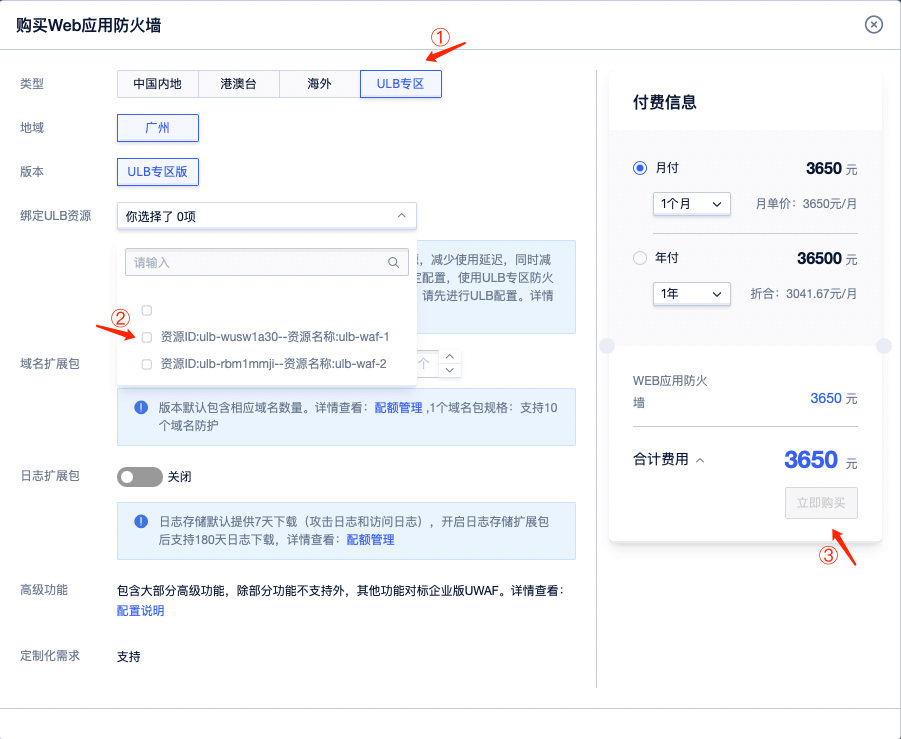 购买Web应用防火墙
①
类型
中国内地
港澳台
海外
ULB专区
地域
广州
版本
ULB专区版
绑定ULB资源
你选择了 0项
请输入
，减少使用延迟，同时减
配置，使用ULB专区防火
请先进行ULB配置。详情
②
资源ID:ulb-wusw1a30--资源名称:ulb-waf-1
资源ID:ulb-rbm1mmji--资源名称:ulb-waf-2
域名扩展包
个
版本默认包含相应域名数量。详情查看：配额管理 ,1个域名包规格：支持10
个域名防护
日志扩展包
关闭
日志存储默认提供7天下载（攻击日志和访问日志），开启日志存储扩展包
后支持180天日志下载，详情查看：配额管理
高级功能
包含大部分高级功能，除部分功能不支持外，其他功能对标企业版UWAF。详情查看：
配置说明
定制化需求
支持
付费信息
月付
3650 元
1个月
月单价：3650元/月
年付
36500 元
1年
折合：3041.67元/月
WEB应用防火
墙
3650 元
合计费用
3650 元
立即购买
③